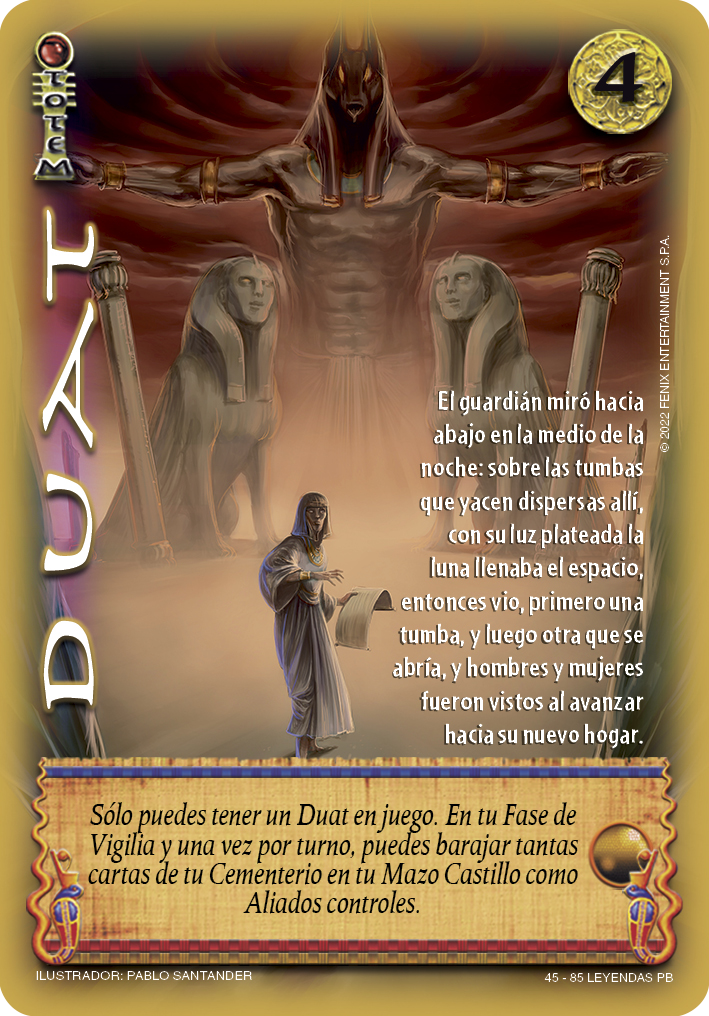 TOTEM
4
DUAT
© 2022 FENIX ENTERTAINMENT S.P.A.
El guardián miró hacia
abajo en la medio de la
noche: sobre las tumbas
que yacen dispersas allí,
con su luz plateada la
luna llenaba el espacio,
entonces vio, primero una
tumba, y luego otra que se
abría, y hombres y mujeres
fueron vistos al avanzar
hacia su nuevo hogar.
Sólo puedes tener un Duat en juego. En tu Fase de
Vigilia y una vez por turno, puedes barajar tantas
cartas de tu Cementerio en tu Mazo Castillo como
Aliados controles.
ILUSTRADOR: PABLO SANTANDER
45 - 85 LEYENDAS PB